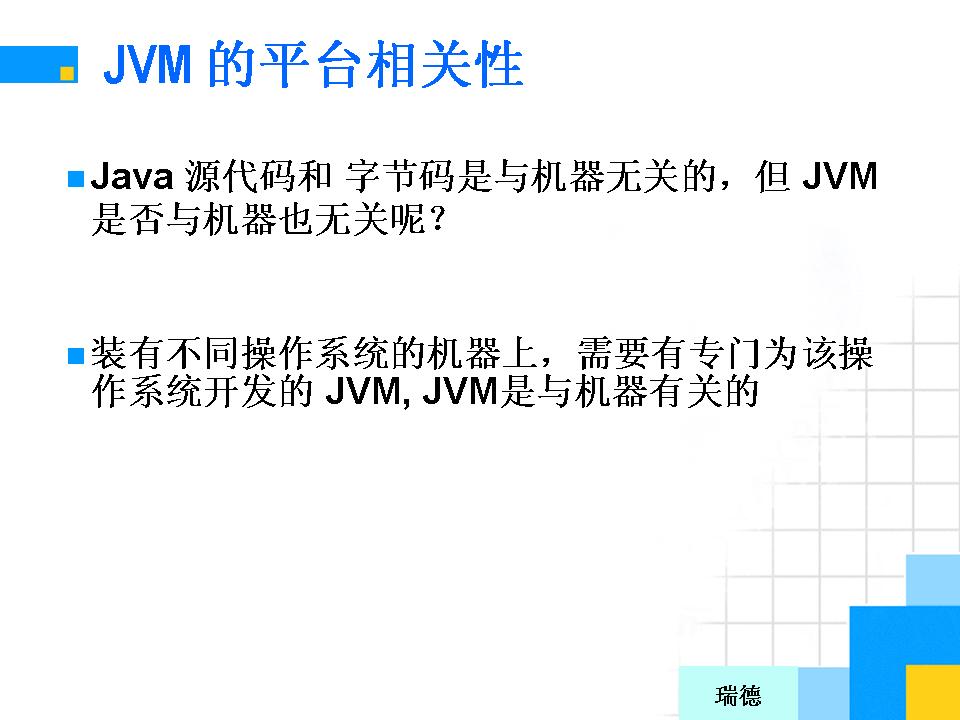 JVM 的平台相关性
Java 源代码和 字节码是与机器无关的，但 JVM
是否与机器也无关呢？
装有不同操作系统的机器上，需要有专门为该操
作系统开发的 JVM, JVM是与机器有关的
瑞德